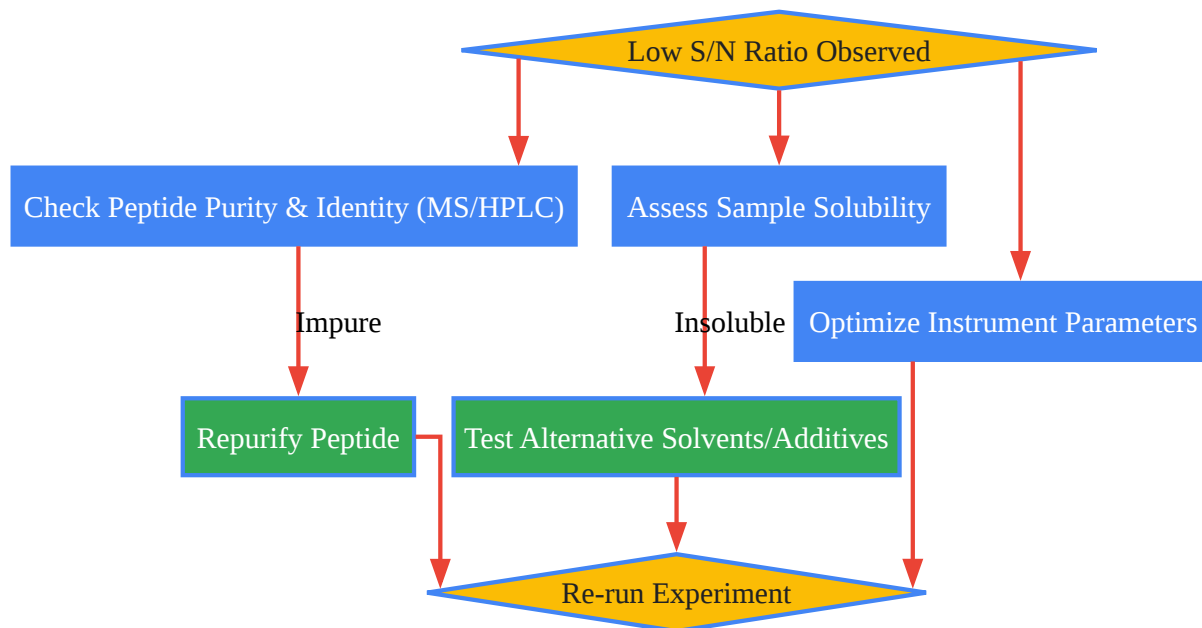 Low S/N Ratio Observed
Check Peptide Purity & Identity (MS/HPLC)
Assess Sample Solubility
Impure
Insoluble
Optimize Instrument Parameters
Repurify Peptide
Test Alternative Solvents/Additives
Re-run Experiment